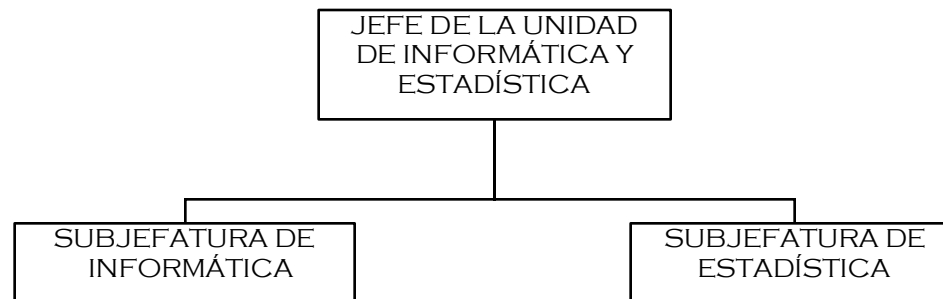 JEFE DE LA UNIDAD
DE INFORMÁTICA Y
ESTADÍSTICA
SUBJEFATURA DE
INFORMÁTICA
SUBJEFATURA DE
ESTADÍSTICA